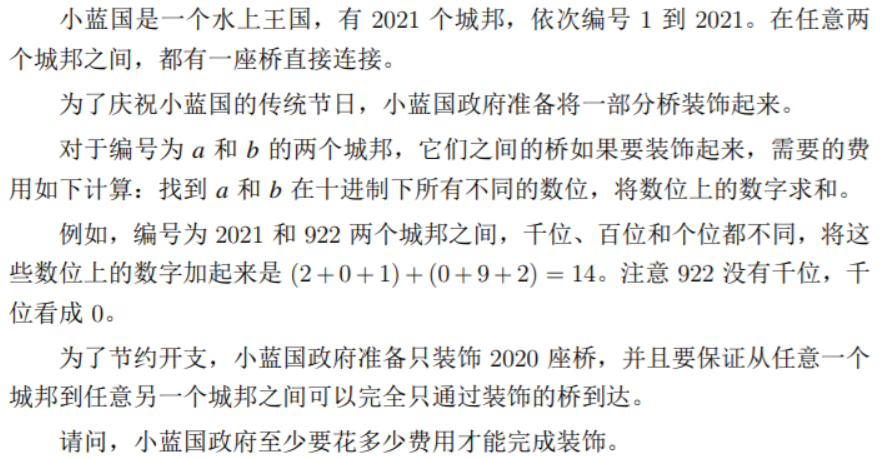 小蓝国是一个水上王国，有 2021 个城邦，依次编号 1 到 2021。在任意两
个城邦之间，都有一座桥直接连接。
为了庆祝小蓝国的传统节日，小蓝国政府准备将一部分桥装饰起来。
对于编号为 a 和 b 的两个城邦，它们之间的桥如果要装饰起来，需要的费
用如下计算：找到 a 和 b 在十进制下所有不同的数位，将数位上的数字求和。
例如，编号为 2021 和 922 两个城邦之间，千位、百位和个位都不同，将这
些数位上的数字加起来是 (2+0+1)+(0+9+2)=14。注意 922 没有千位，千
位看成 0。
为了节约开支，小蓝国政府准备只装饰 2020 座桥，并且要保证从任意一个
城邦到任意另一个城邦之间可以完全只通过装饰的桥到达。
请问，小蓝国政府至少要花多少费用才能完成装饰。